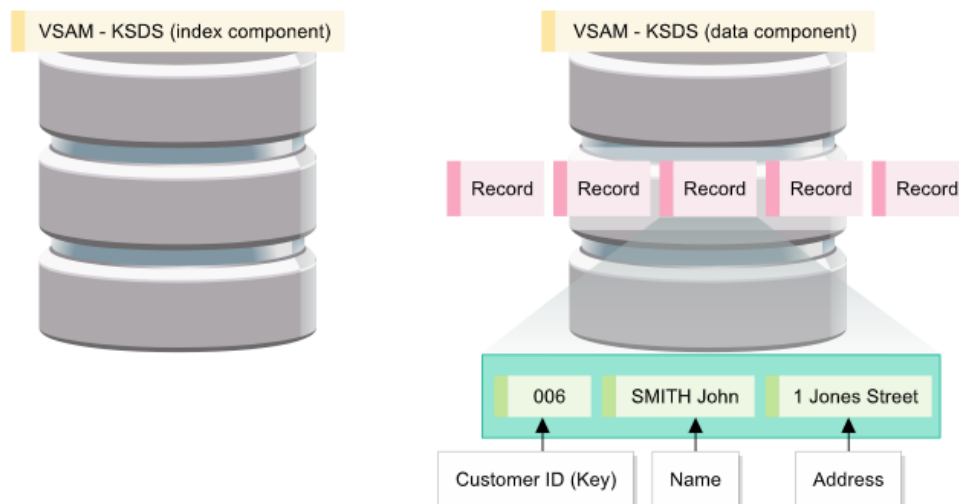 VSAM - KSDS (index component)
VSAM - KSDS (data component)
Record
Record
Record
Record
Record
006
SMITH John
1 Jones Street
Customer ID (Key)
Name
Address